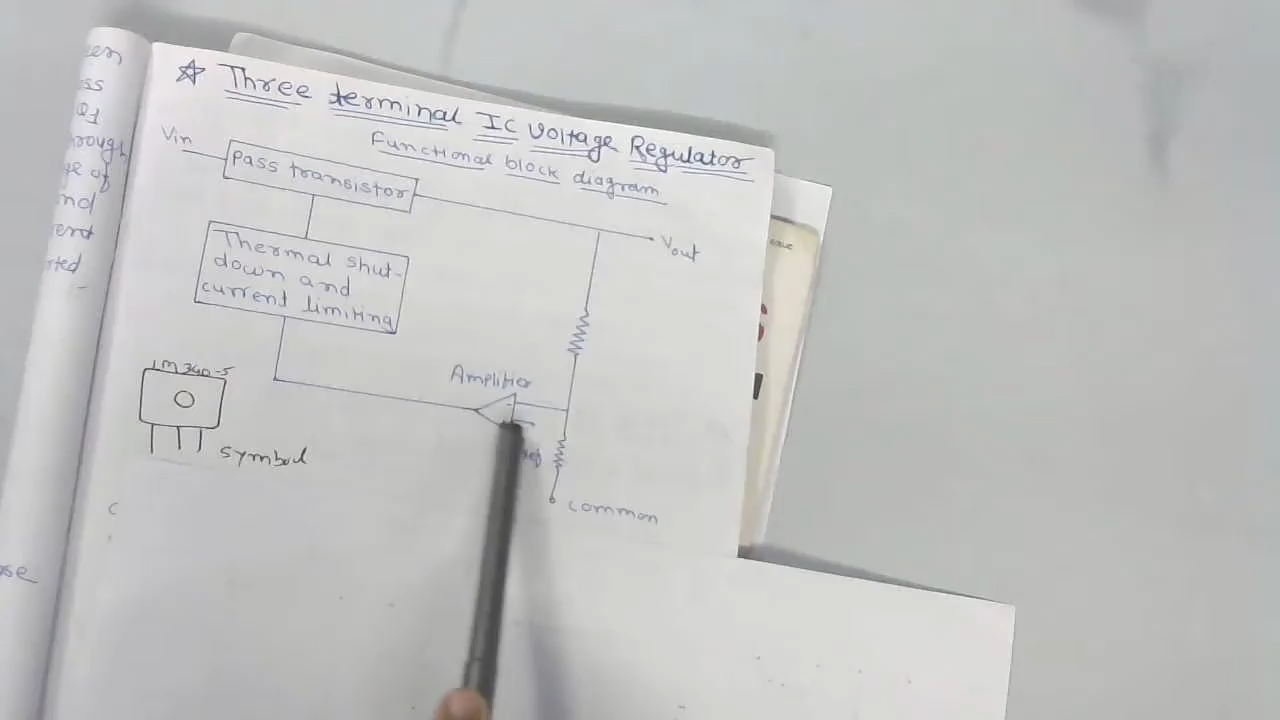 ☆ Three terminal IC Voltage Regulator
Functional block diagram
Vin
Pass transistor
Vout
Thermal shut-
down and
current limiting
Amplifier
LM340-5
symbol
common
nd